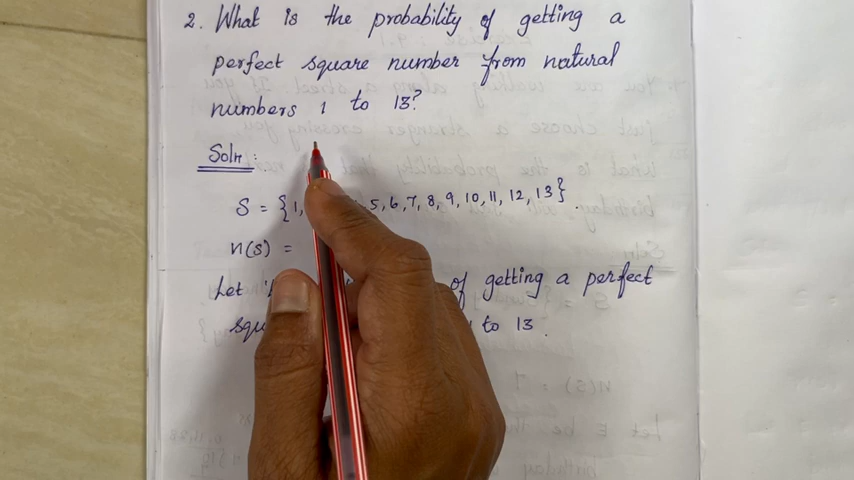 2. What is the probability of getting a
perfect square number from natural
numbers 1 to 13?
Soln :
S = {1, 5, 6, 7, 8, 9, 10, 11, 12, 13}.
n(S) =
Let of getting a perfect
to 13.